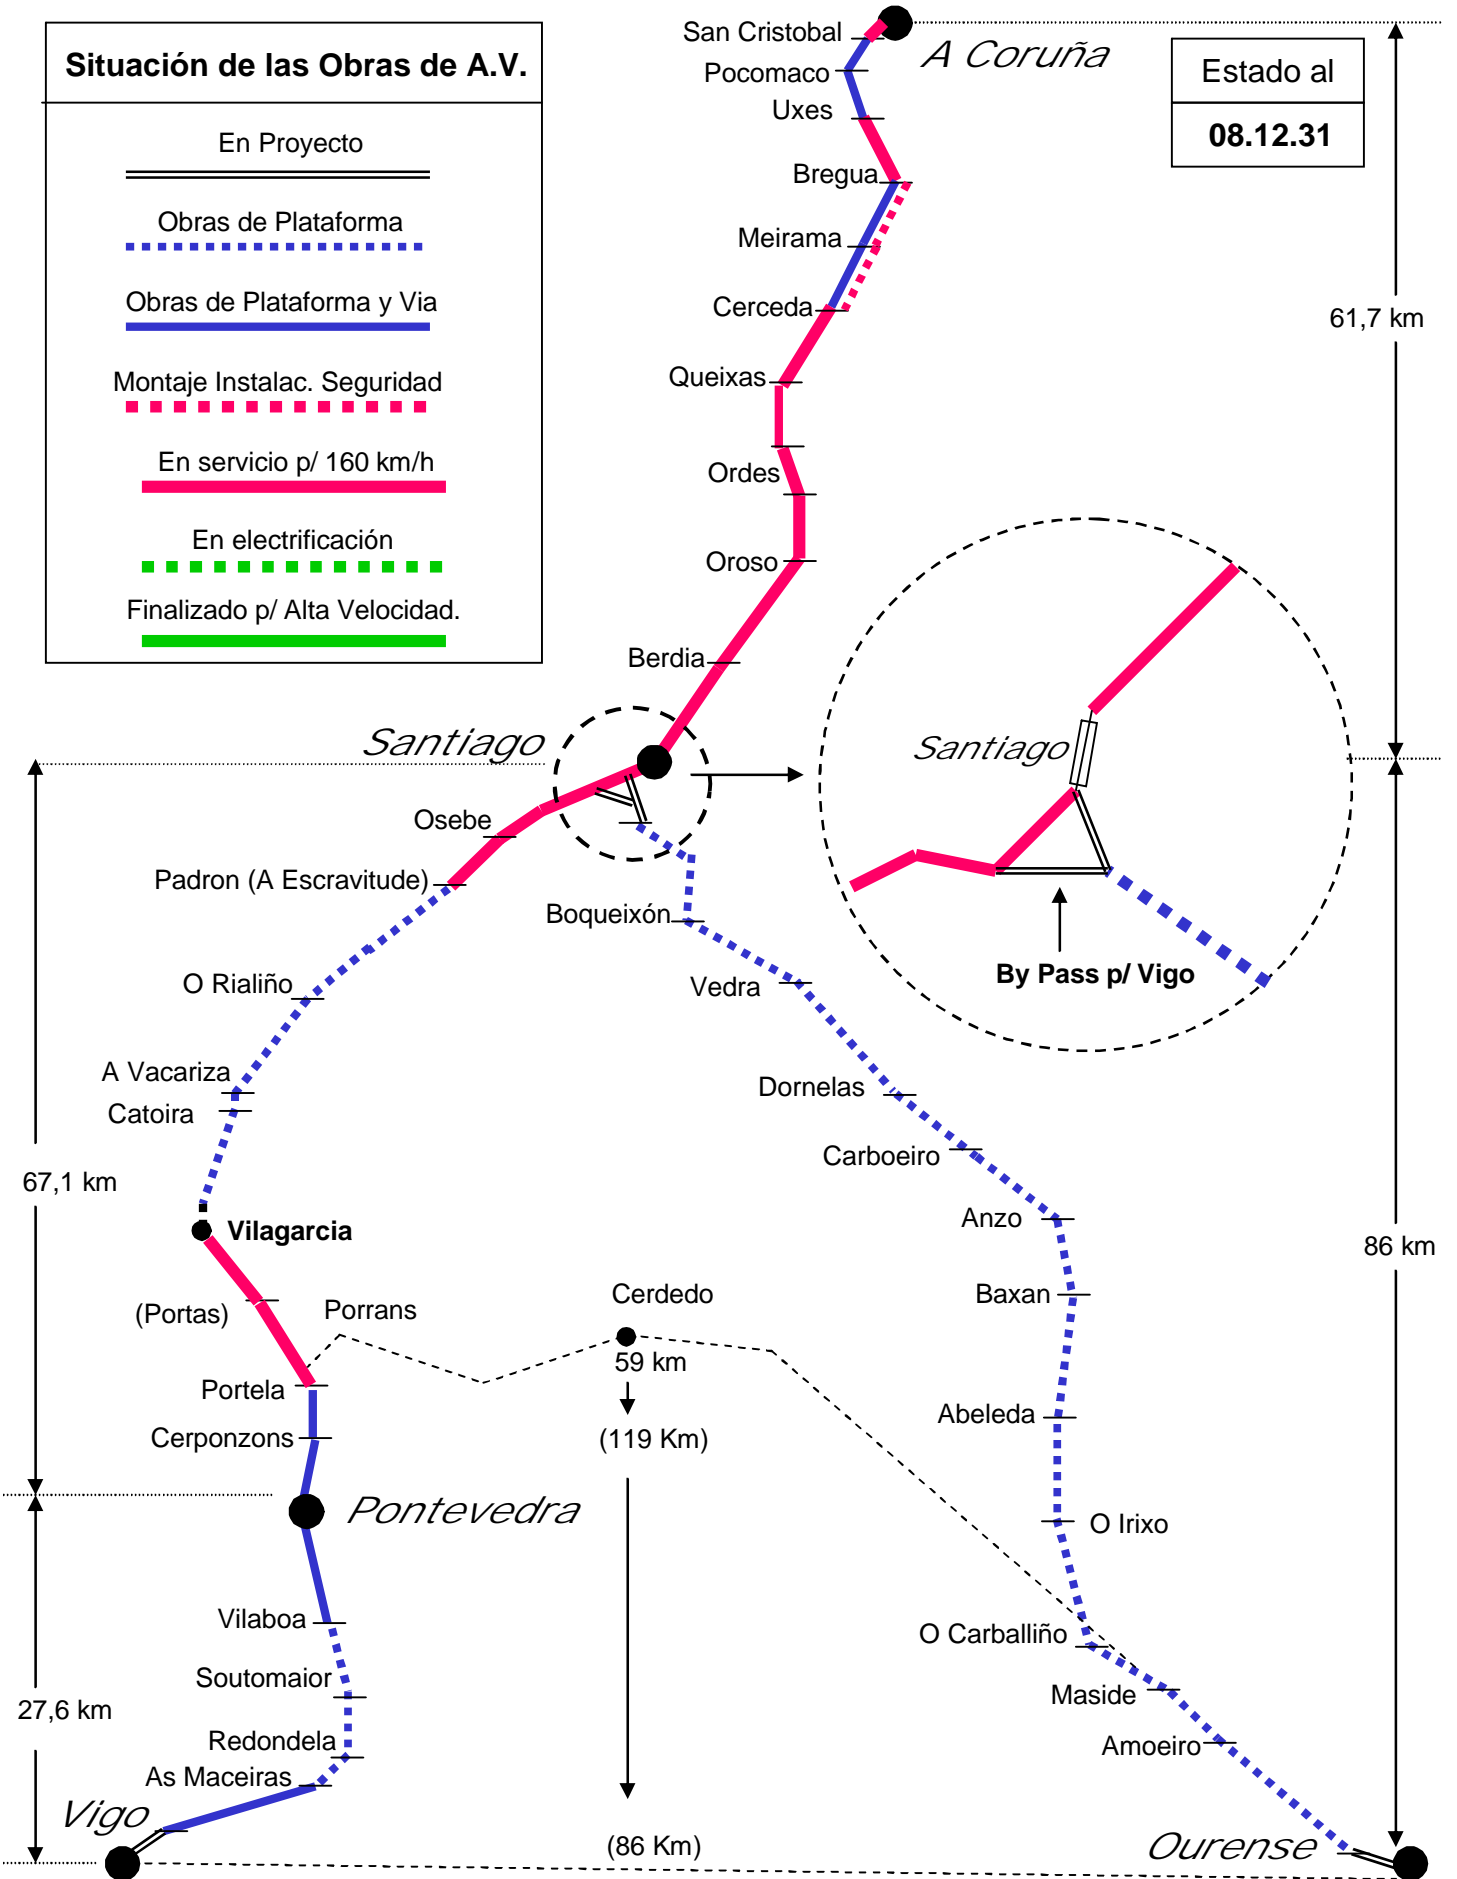 Situación de las Obras de A.V.
En Proyecto
Obras de Plataforma
Obras de Plataforma y Via
Montaje Instalac. Seguridad
En servicio p/ 160 km/h
En electrificación
Finalizado p/ Alta Velocidad.
Estado al
08.12.31
San Cristobal
A Coruña
Pocomaco
Uxes
Bregua
Meirama
Cerceda
61,7 km
Queixas
Ordes
Oroso
Berdia
Santiago
Santiago
Osebe
Padron (A Escravitude)
Boqueixón
By Pass p/ Vigo
O Rialiño
Vedra
A Vacariza
Catoira
Dornelas
Carboeiro
67,1 km
Anzo
Vilagarcia
86 km
(Portas)
Porrans
Cerdedo
Baxan
59 km
Portela
Abeleda
Cerponzons
(119 Km)
Pontevedra
O Irixo
Vilaboa
O Carballiño
Soutomaior
Maside
27,6 km
Redondela
Amoeiro
As Maceiras
Vigo
(86 Km)
Ourense